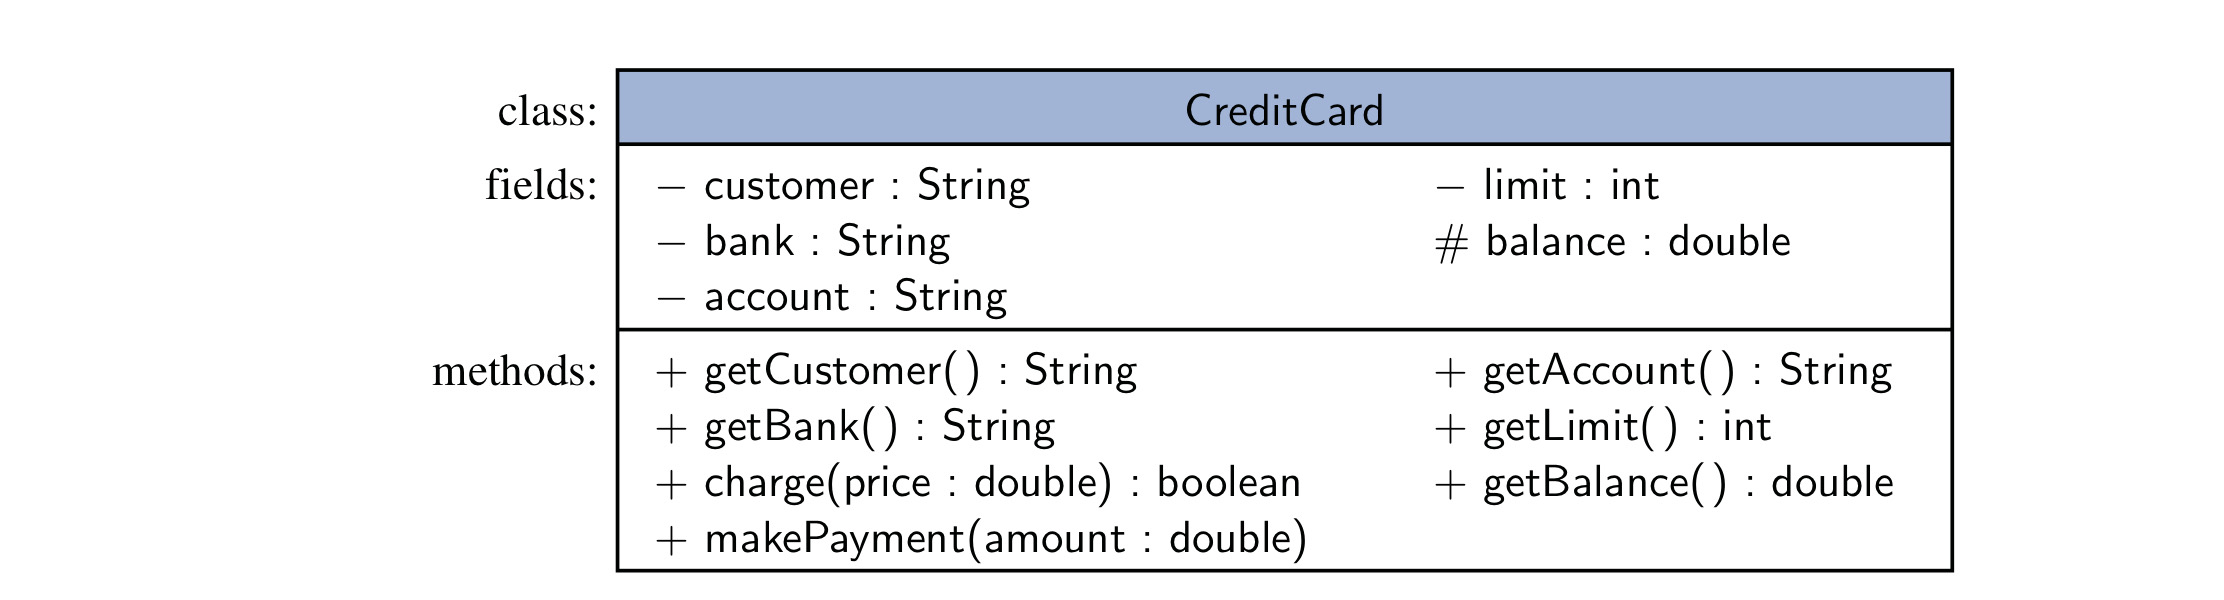 class: CreditCard
fields: − customer : String − limit : int
− bank : String # balance : double
− account : String
methods: + getCustomer( ) : String + getAccount( ) : String
+ getBank( ) : String + getLimit( ) : int
+ charge(price : double) : boolean + getBalance( ) : double
+ makePayment(amount : double)